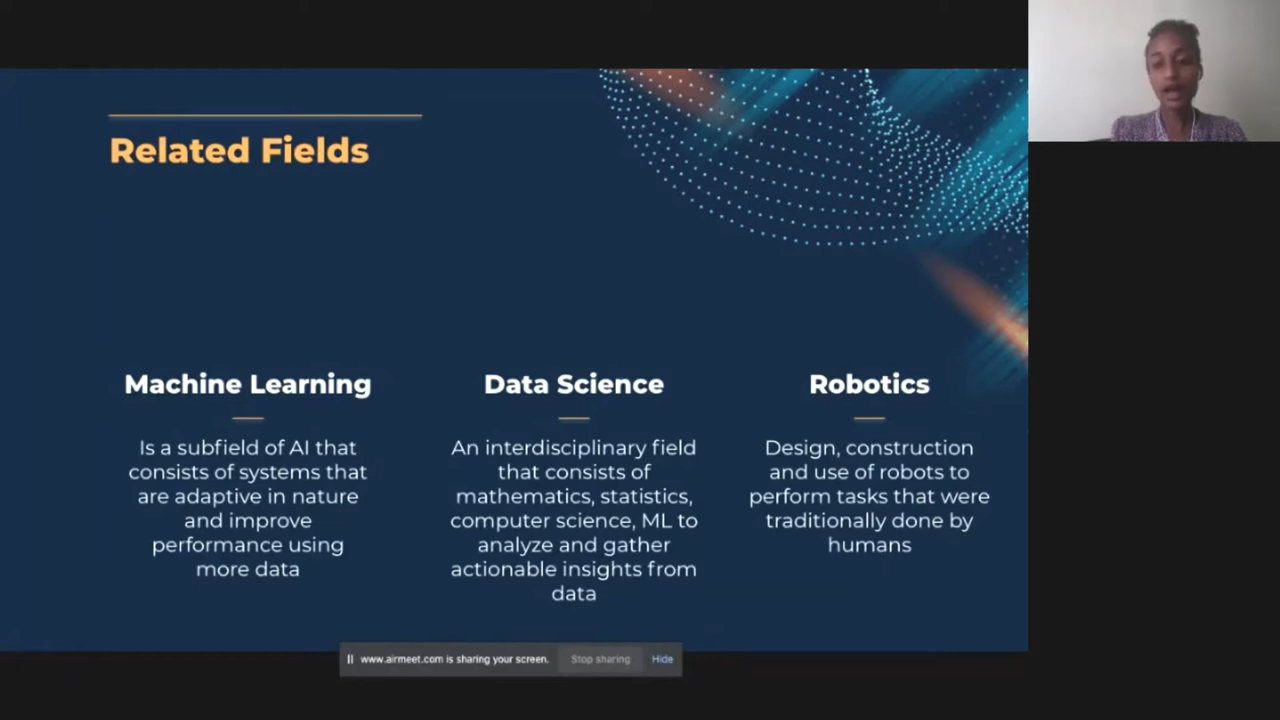 Related Fields
Machine Learning
Is a subfield of AI that
consists of systems that
are adaptive in nature
and improve
performance using
more data
Data Science
An interdisciplinary field
that consists of
mathematics, statistics,
computer science, ML to
analyze and gather
actionable insights from
data
Robotics
Design, construction
and use of robots to
perform tasks that were
traditionally done by
humans
www.airmeet.com is sharing your screen. Stop sharing Hide